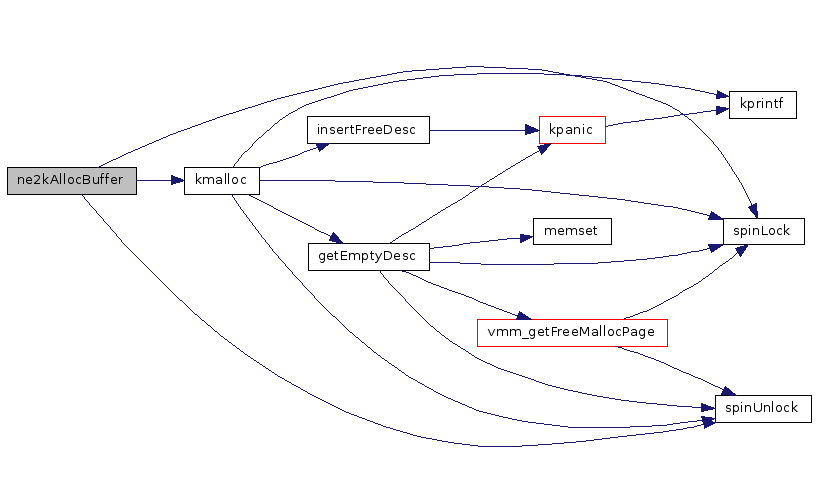 kprintf
insertFreeDesc
kpanic
ne2kAllocBuffer
kmalloc
memset
spinLock
getEmptyDesc
vmm_getFreeMallocPage
spinUnlock